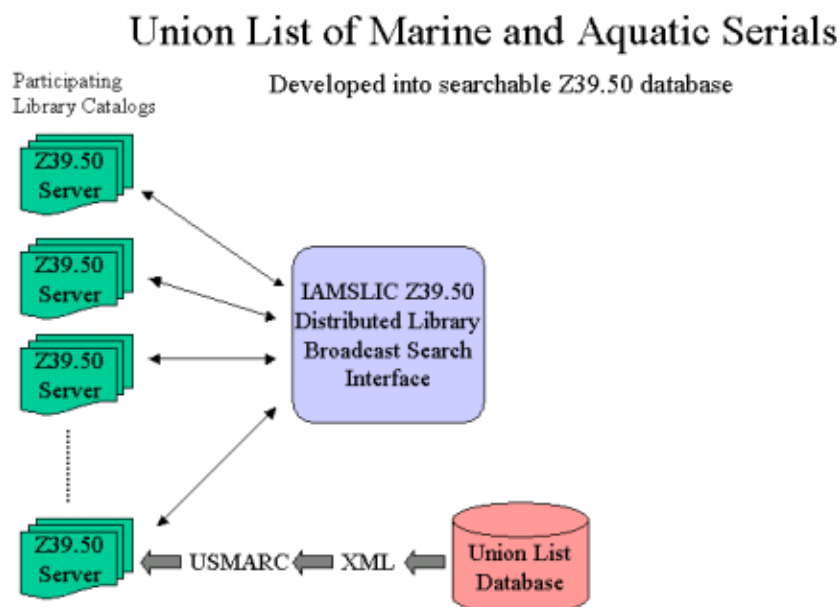 Union List of Marine and Aquatic Serials
Participating
Library Catalogs
Developed into searchable Z39.50 database
Z39.50
Server
Z39.50
Server
Z39.50
Server
IAMSLIC Z39.50
Distributed Library
Broadcast Search
Interface
Z39.50
Server
USMARC
XML
Union List
Database